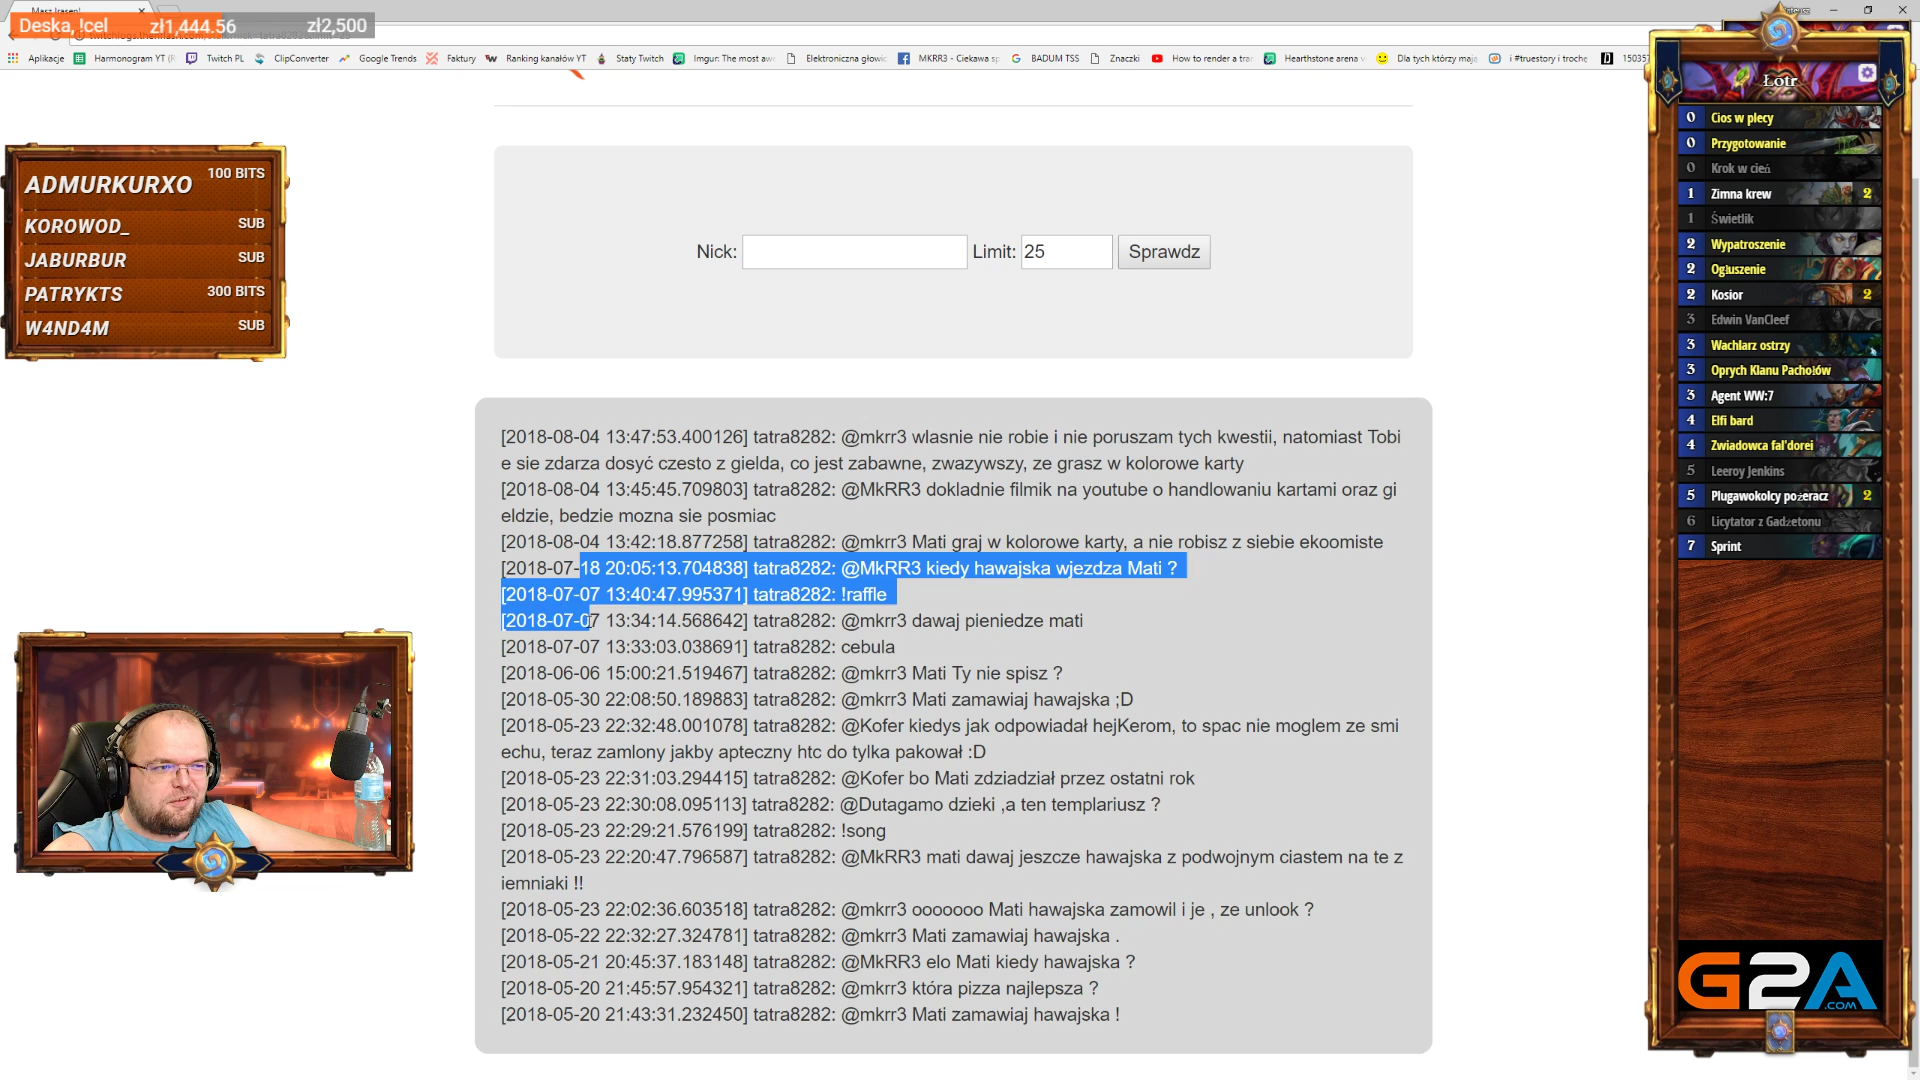 Masz Irasen!
Deska, !cel zł1,444.56 zł2,500
Aplikacje Harmonogram YT (F Twitch PL ClipConverter Google Trends Faktury Ranking kanałów YT Staty Twitch Imgur: The most awe Elektroniczna głowic MKRR3 - Ciekawa sp BADUM TSS Znaczki How to render a tran Hearthstone arena Dla tych którzy mają i #truestory i trochę 150357
ADMURKURXO 100 BITS
KOROWOD_ SUB
JABURBUR SUB
PATRYKTS 300 BITS
W4ND4M SUB
Nick: Limit: 25 Sprawdz
[2018-08-04 13:47:53.400126] tatra8282: @mkrr3 wlasnie nie robie i nie poruszam tych kwestii, natomiast Tobi
e sie zdarza dosyć czesto z gielda, co jest zabawne, zwazywszy, ze grasz w kolorowe karty
[2018-08-04 13:45:45.709803] tatra8282: @MkRR3 dokladnie filmik na youtube o handlowaniu kartami oraz gi
eldzie, bedzie mozna sie posmiac
[2018-08-04 13:42:18.877258] tatra8282: @mkrr3 Mati graj w kolorowe karty, a nie robisz z siebie ekoomiste
[2018-07-18 20:05:13.704838] tatra8282: @MkRR3 kiedy hawajska wjezdza Mati ?
[2018-07-07 13:40:47.995371] tatra8282: !raffle
[2018-07-07 13:34:14.568642] tatra8282: @mkrr3 dawaj pieniedze mati
[2018-07-07 13:33:03.038691] tatra8282: cebula
[2018-06-06 15:00:21.519467] tatra8282: @mkrr3 Mati Ty nie spisz ?
[2018-05-30 22:08:50.189883] tatra8282: @mkrr3 Mati zamawiaj hawajska ;D
[2018-05-23 22:32:48.001078] tatra8282: @Kofer kiedys jak odpowiadał hejKerom, to spac nie moglem ze smi
echu, teraz zamlony jakby apteczny htc do tylka pakował :D
[2018-05-23 22:31:03.294415] tatra8282: @Kofer bo Mati zdziadział przez ostatni rok
[2018-05-23 22:30:08.095113] tatra8282: @Dutagamo dzieki ,a ten templariusz ?
[2018-05-23 22:29:21.576199] tatra8282: !song
[2018-05-23 22:20:47.796587] tatra8282: @MkRR3 mati dawaj jeszcze hawajska z podwojnym ciastem na te z
iemniaki !!
[2018-05-23 22:02:36.603518] tatra8282: @mkrr3 ooooooo Mati hawajska zamowil i je , ze unlook ?
[2018-05-22 22:32:27.324781] tatra8282: @mkrr3 Mati zamawiaj hawajska .
[2018-05-21 20:45:37.183148] tatra8282: @MkRR3 elo Mati kiedy hawajska ?
[2018-05-20 21:45:57.954321] tatra8282: @mkrr3 która pizza najlepsza ?
[2018-05-20 21:43:31.232450] tatra8282: @mkrr3 Mati zamawiaj hawajska !
Łotr
0 Cios w plecy
0 Przygotowanie
0 Krok w cień
1 Zimna krew 2
1 Świetlik
2 Wypatroszenie
2 Ogłuszenie
2 Kosior 2
3 Edwin VanCleef
3 Wachlarz ostrzy
3 Oprych Klanu Pachołów
3 Agent WW:7
4 Elfi bard
4 Zwiadowca fal'dorei
5 Leeroy Jenkins
5 Plugawokolcy pożeracz 2
6 Licytator z Gadżetonu
7 Sprint
G2A
.COM